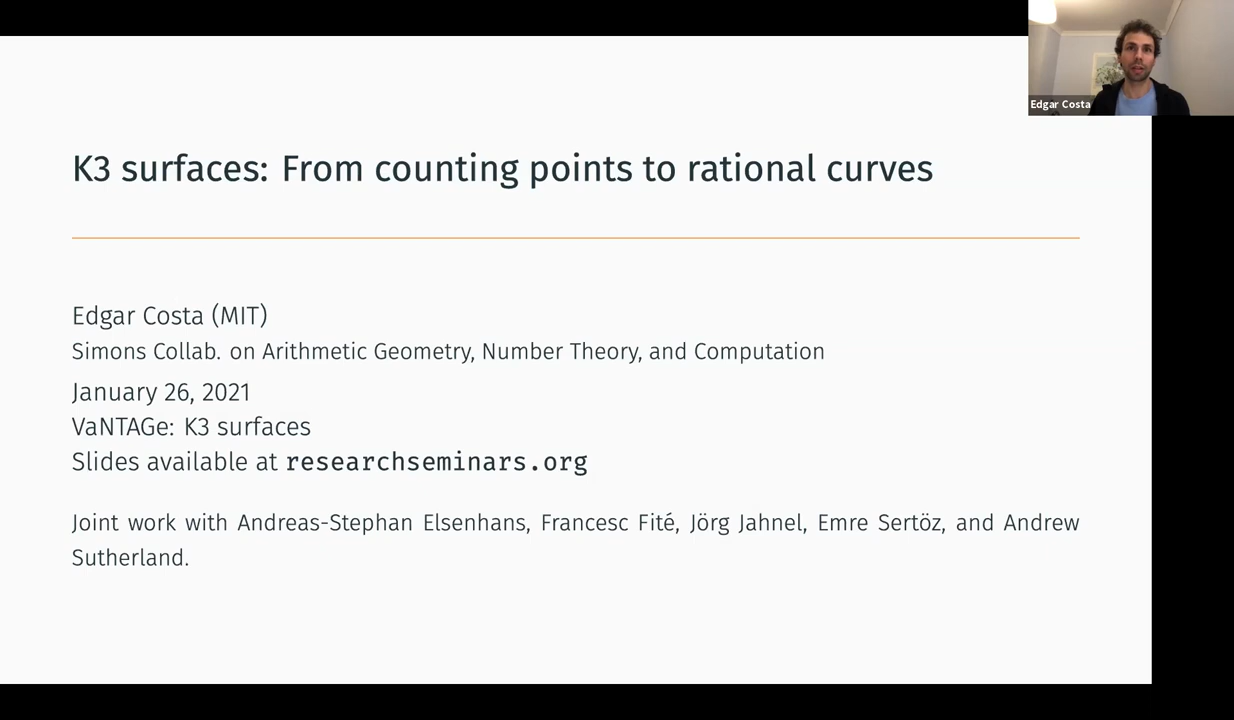 K3 surfaces: From counting points to rational curves
Edgar Costa
Edgar Costa (MIT)
Simons Collab. on Arithmetic Geometry, Number Theory, and Computation
January 26, 2021
VaNTAGe: K3 surfaces
Slides available at researchseminars.org
Joint work with Andreas-Stephan Elsenhans, Francesc Fité, Jörg Jahnel, Emre Sertöz, and Andrew
Sutherland.